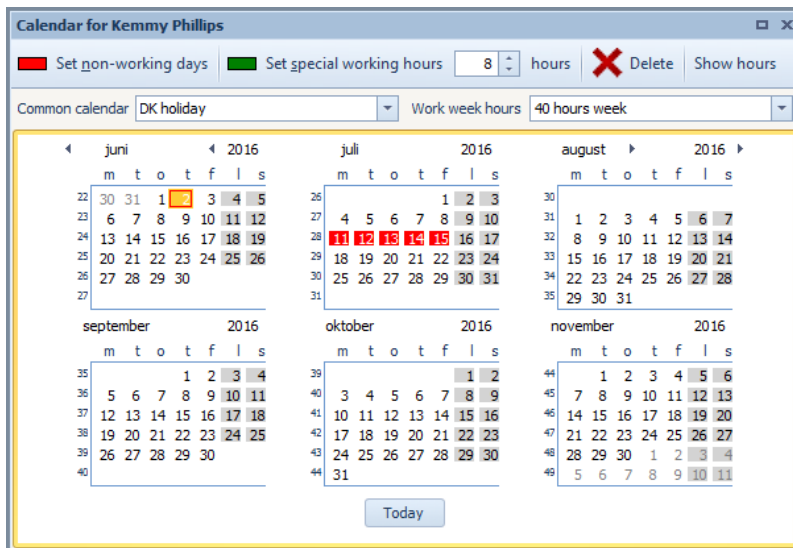 Calendar for Kemmy Phillips
Set non-working days Set special working hours 8 hours Delete Show hours
Common calendar DK holiday Work week hours 40 hours week
juni 2016 juli 2016 august 2016
m t o t f l s m t o t f l s m t o t f l s
22 30 31 1 2 3 4 5 26 1 2 3 30
23 6 7 8 9 10 11 12 27 4 5 6 7 8 9 10 31 1 2 3 4 5 6 7
24 13 14 15 16 17 18 19 28 11 12 13 14 15 16 17 32 8 9 10 11 12 13 14
25 20 21 22 23 24 25 26 29 18 19 20 21 22 23 24 33 15 16 17 18 19 20 21
26 27 28 29 30 30 25 26 27 28 29 30 31 34 22 23 24 25 26 27 28
27 31 35 29 30 31
september 2016 oktober 2016 november 2016
m t o t f l s m t o t f l s m t o t f l s
35 1 2 3 4 39 1 2 44 1 2 3 4 5 6
36 5 6 7 8 9 10 11 40 3 4 5 6 7 8 9 45 7 8 9 10 11 12 13
37 12 13 14 15 16 17 18 41 10 11 12 13 14 15 16 46 14 15 16 17 18 19 20
38 19 20 21 22 23 24 25 42 17 18 19 20 21 22 23 47 21 22 23 24 25 26 27
39 26 27 28 29 30 43 24 25 26 27 28 29 30 48 28 29 30 1 2 3 4
40 44 31 49 5 6 7 8 9 10 11
Today